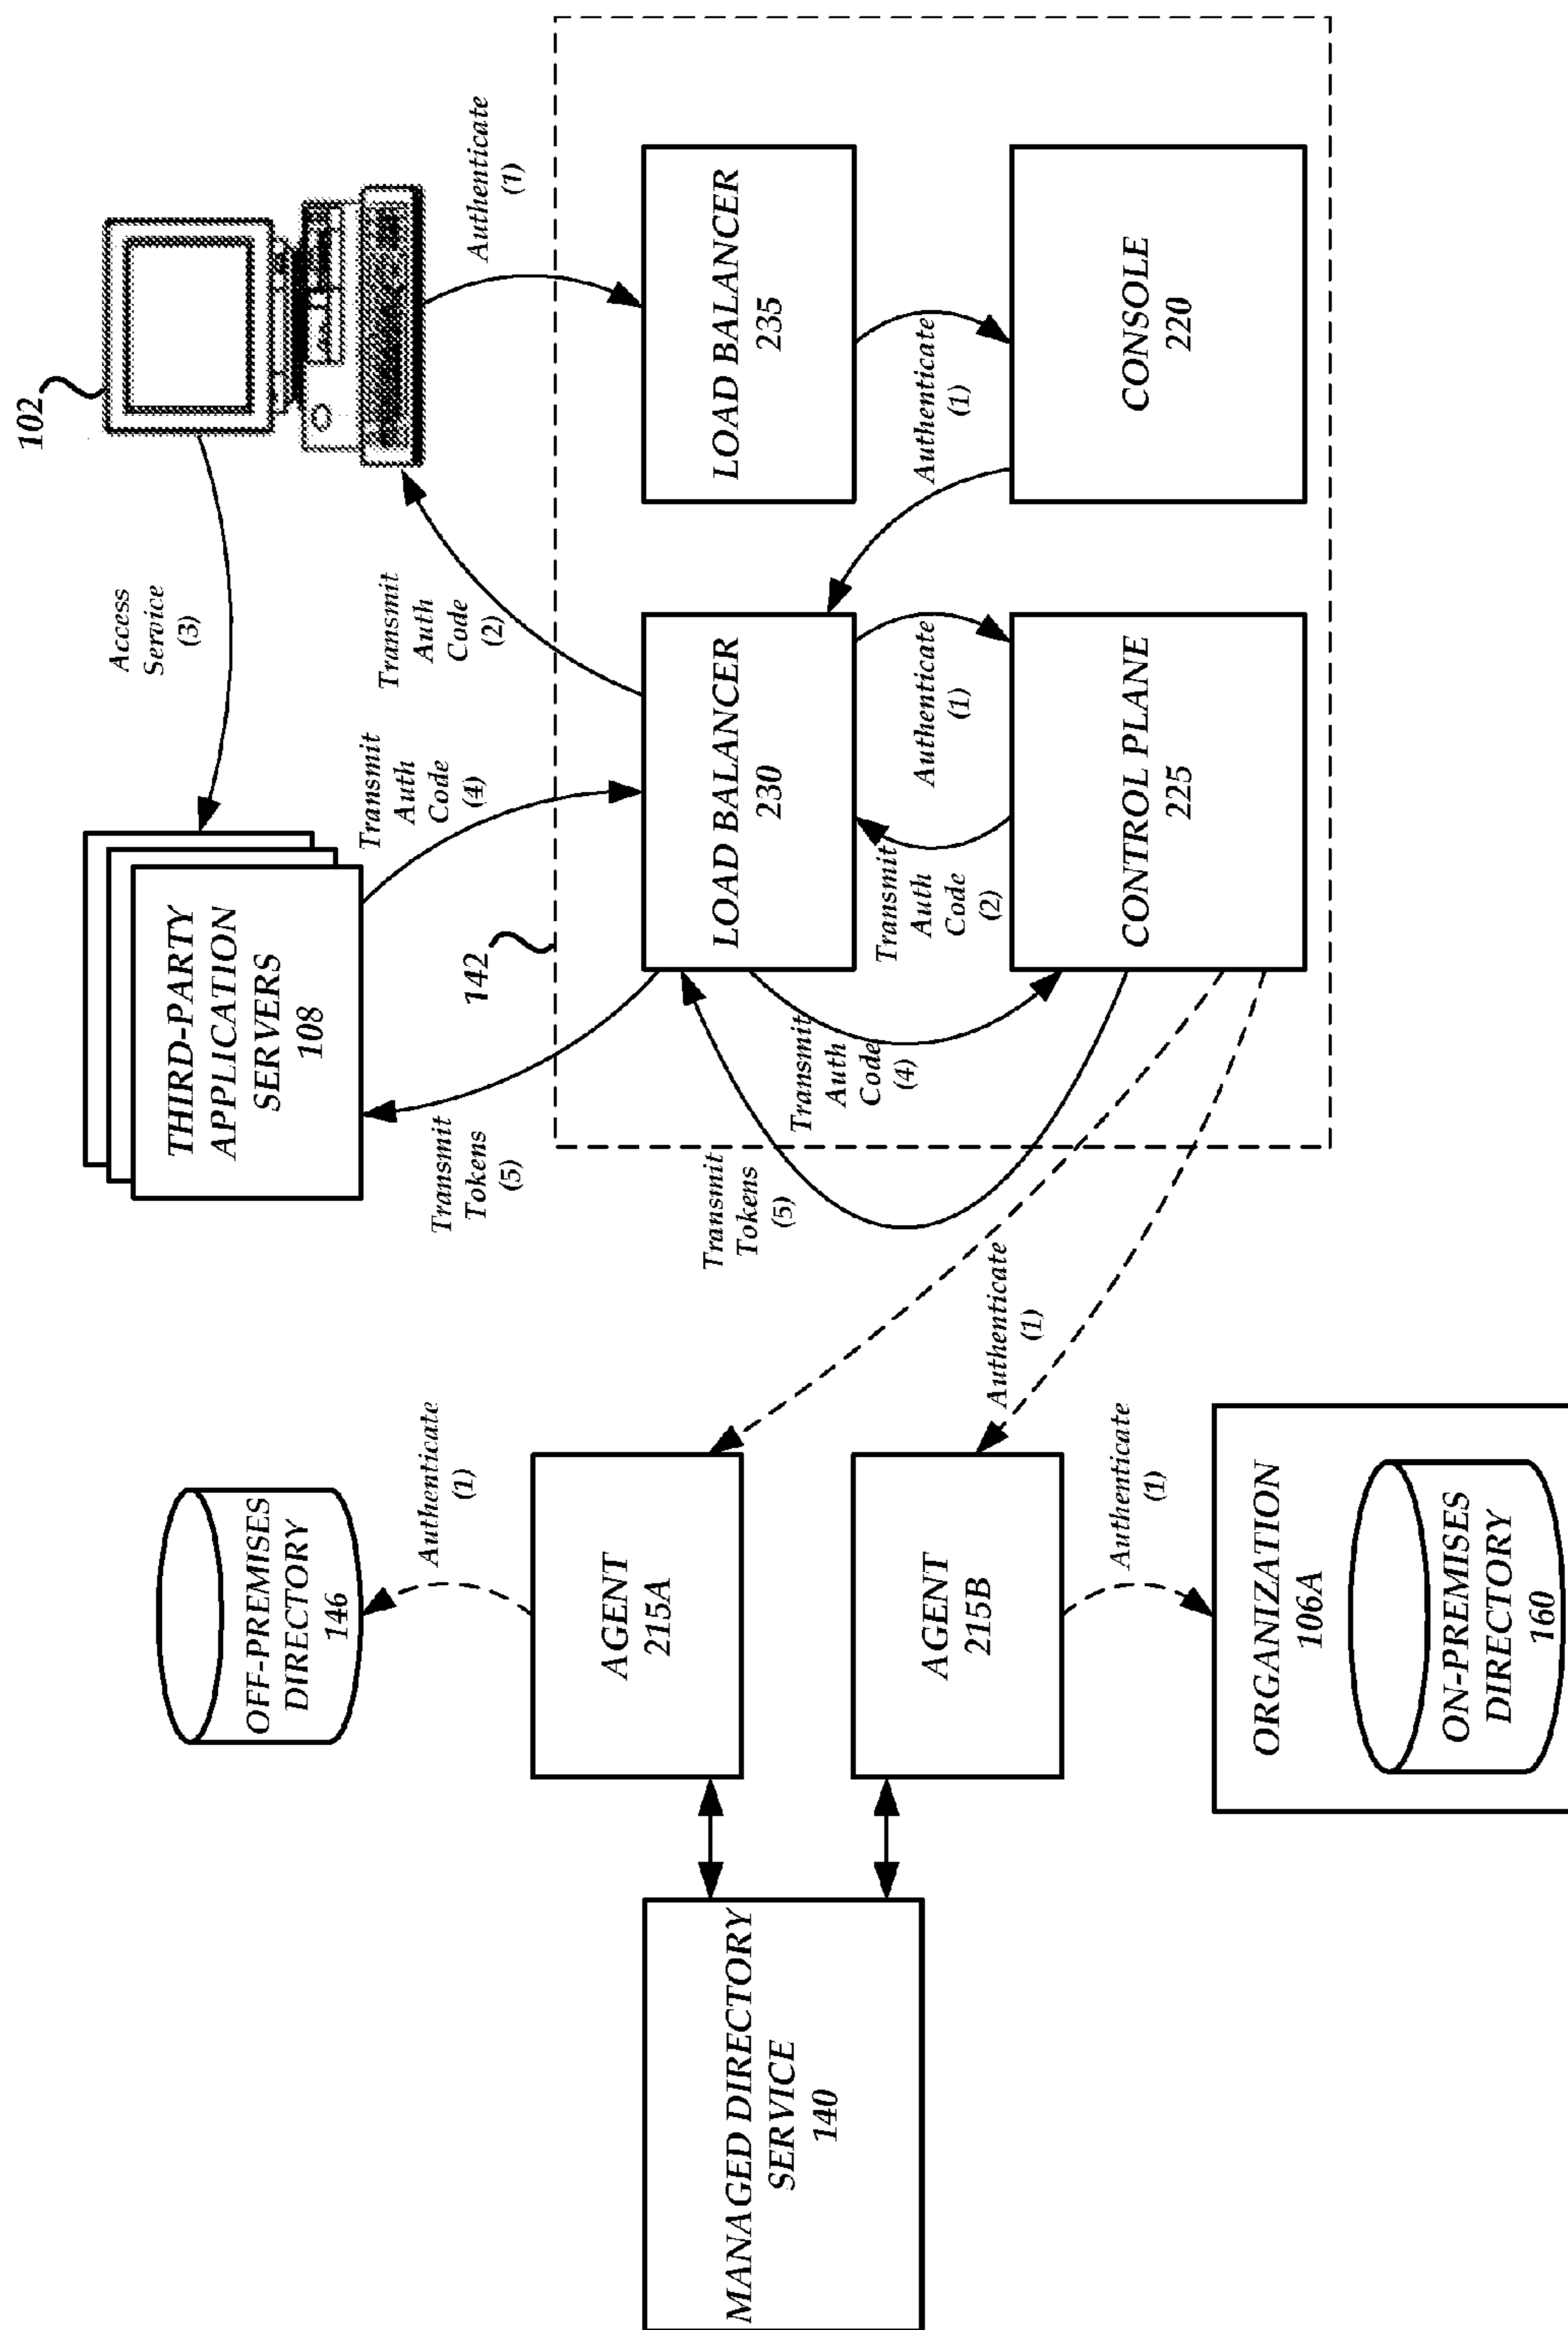 MANAGED DIRECTORY
SERVICE
140
OFF-PREMISES
DIRECTORY
146
Authenticate
(1)
AGENT
215A
AGENT
215B
Authenticate
(1)
Authenticate
(1)
ORGANIZATION
106A
ON-PREMISES
DIRECTORY
160
THIRD-PARTY
APPLICATION
SERVERS
108
Transmit
Tokens
(5)
Transmit
Tokens
(5)
142
Transmit
Auth
Code
(4)
Transmit
Auth
Code
(4)
Access
Service
(3)
Transmit
Auth
Code
(2)
LOAD BALANCER
230
Transmit
Auth
Code
(2)
Authenticate
(1)
CONTROL PLANE
225
102
Authenticate
(1)
LOAD BALANCER
235
Authenticate
(1)
CONSOLE
220